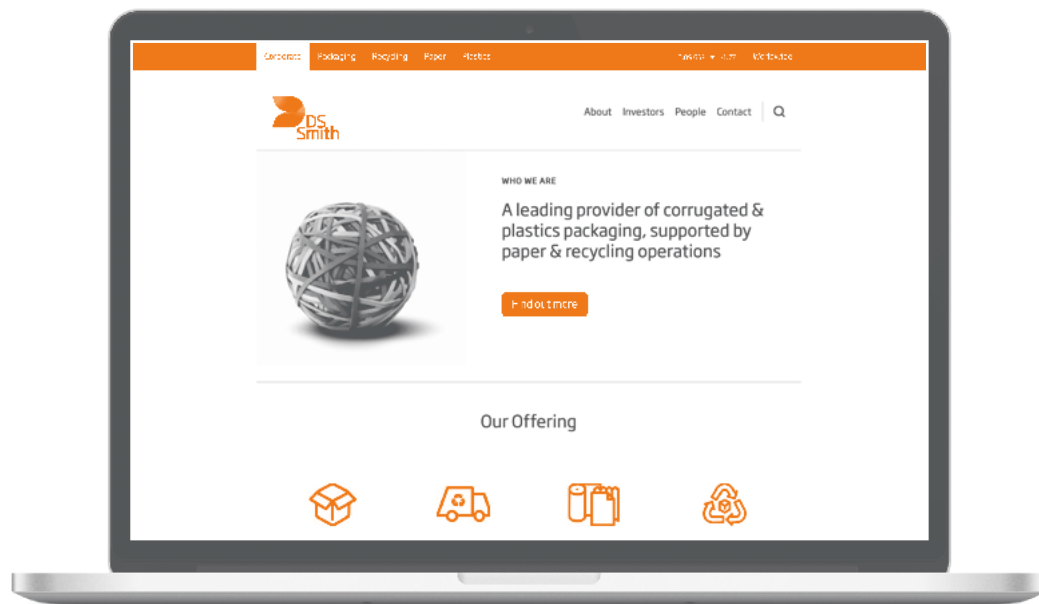 Corporate Packaging Recycling Paper Plastics
DS
Smith
About Investors People Contact
WHO WE ARE
A leading provider of corrugated &
plastics packaging, supported by
paper & recycling operations
Find out more
Our Offering